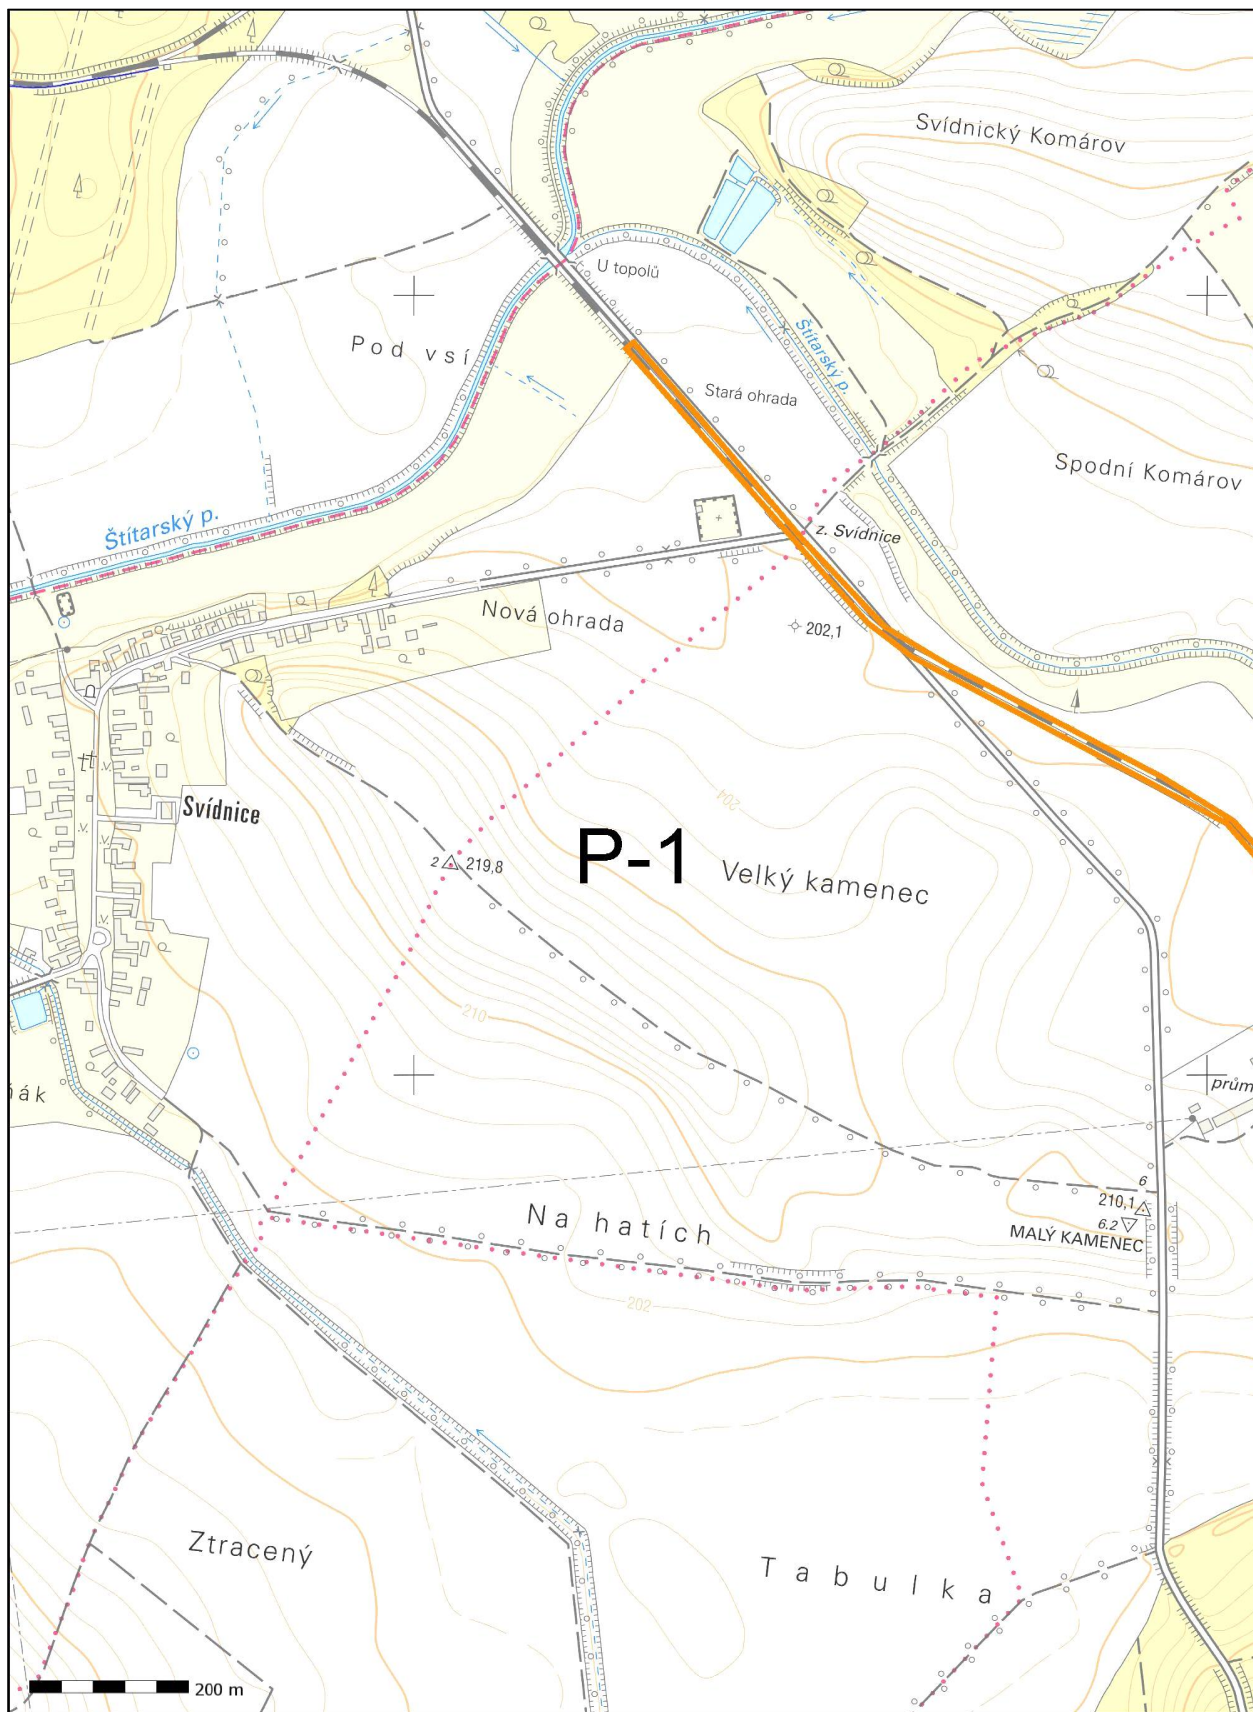 Svídnický Komárov
U topolů
Štítarský p.
Pod vsí
Stará ohrada
Spodní Komárov
Štítarský p.
z. Svídnice
Nová ohrada
202,1
204
Svídnice
P-1
2 219,8
Velký kamenec
210
6
210,1
6.2
MALÝ KAMENEC
Na hatích
202
Ztracený
Tabulka
200 m